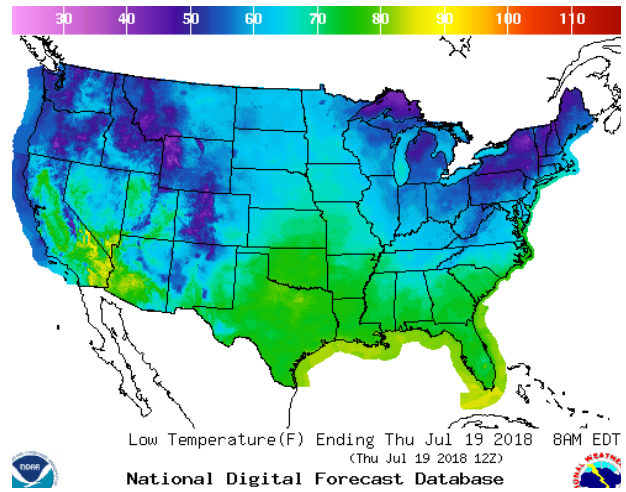 30 40 50 60 70 80 90 100 110
Low Temperature(F) Ending Thu Jul 19 2018 8AM EDT
(Thu Jul 19 2018 12Z)
National Digital Forecast Database
noaa